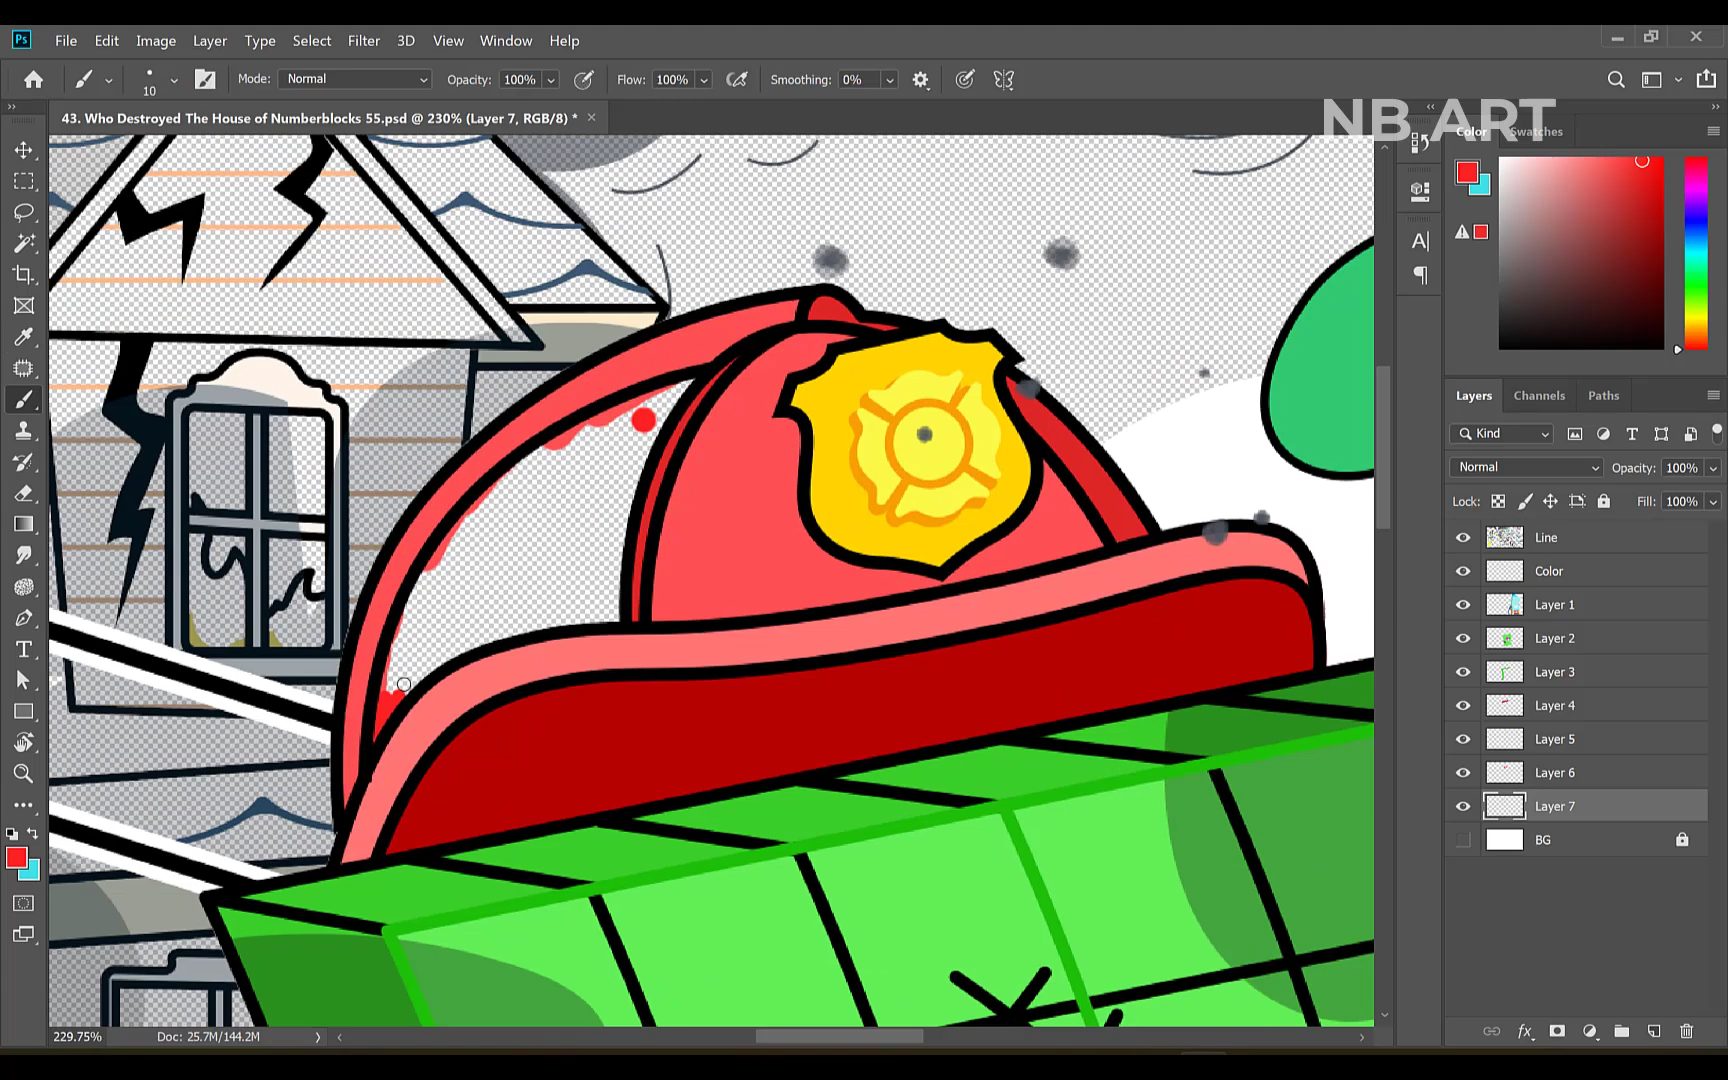 Ps File Edit Image Layer Type Select Filter 3D View Window Help
10 Mode: Normal Opacity: 100% Flow: 100% Smoothing: 0%
43. Who Destroyed The House of Numberblocks 55.psd @ 230% (Layer 7, RGB/8) * ×
NB ART
Color Swatches
Layers Channels Paths
Kind
Normal Opacity: 100%
Lock: Fill: 100%
Line
Color
Layer 1
Layer 2
Layer 3
Layer 4
Layer 5
Layer 6
Layer 7
BG
229.75% Doc: 25.7M/144.2M